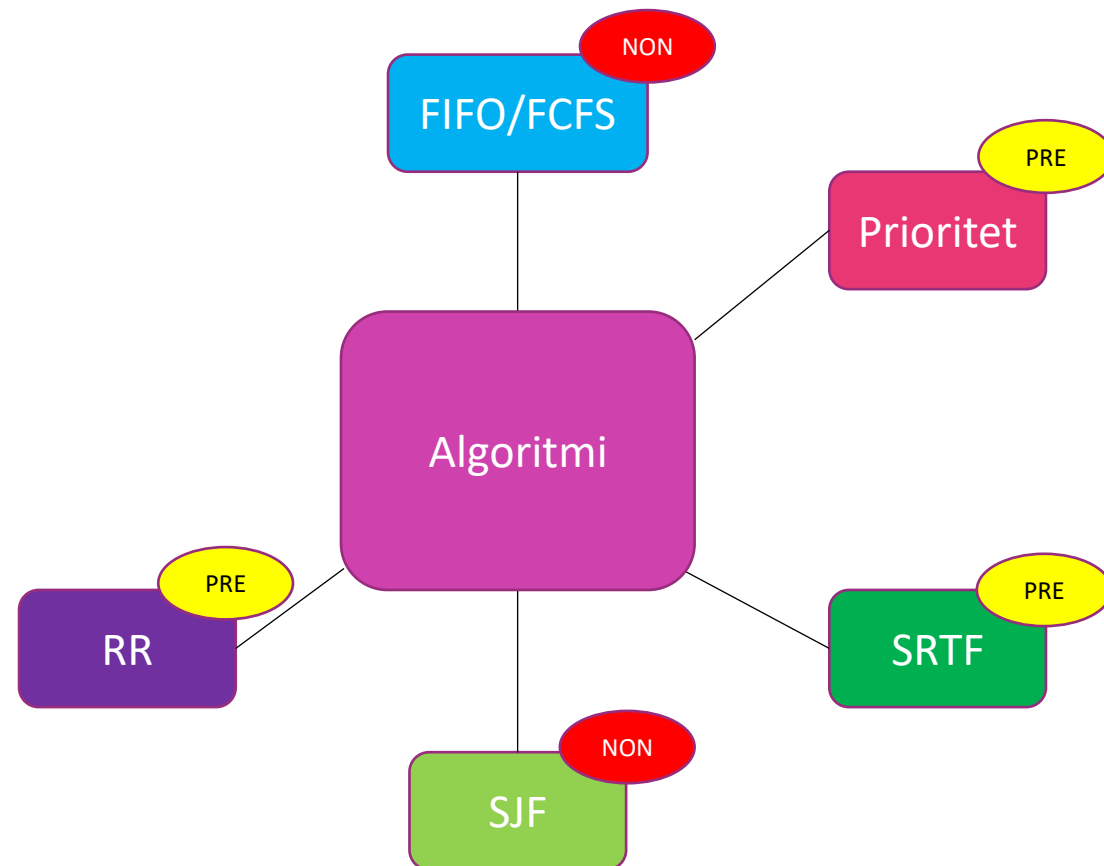 NON
FIFO/FCFS
PRE
Prioritet
Algoritmi
PRE
RR
PRE
SRTF
NON
SJF